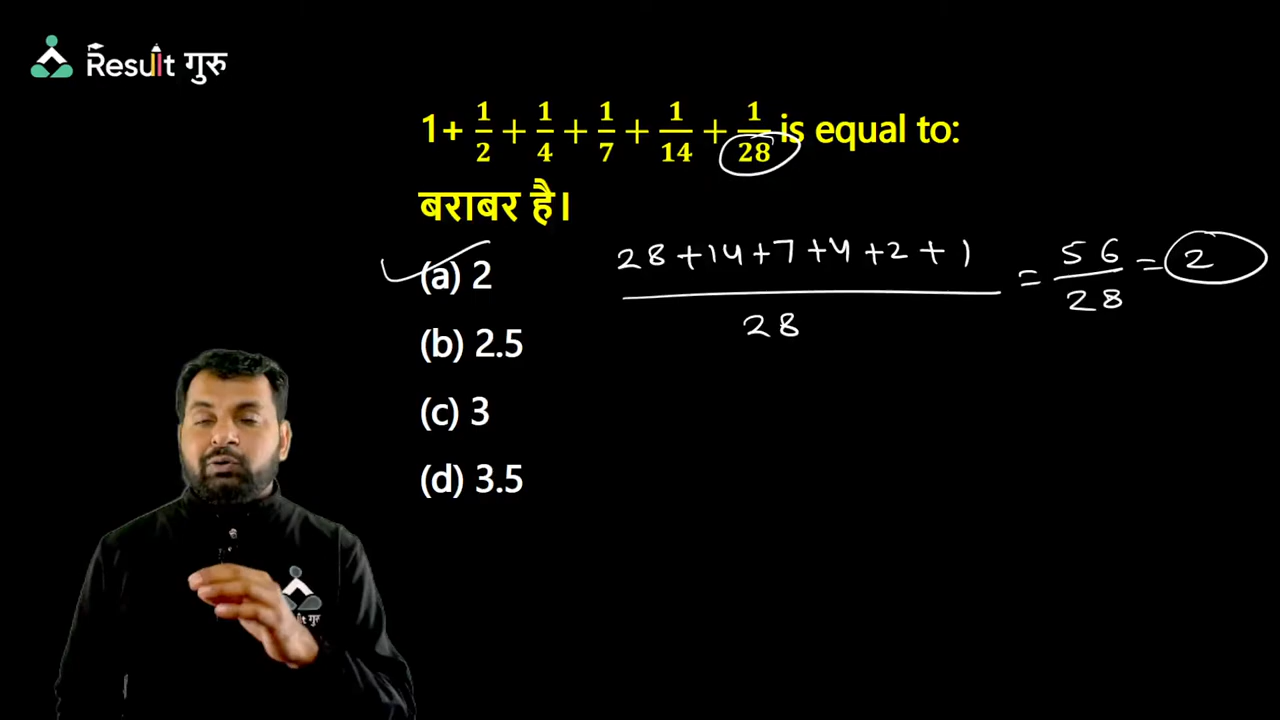 Result गुरु
1+ 1/2 + 1/4 + 1/7 + 1/14 + 1/28 is equal to:
बराबर है।
(a) 2
(b) 2.5
(c) 3
(d) 3.5
28+14+7+4+2+1/28 = 56/28 = 2